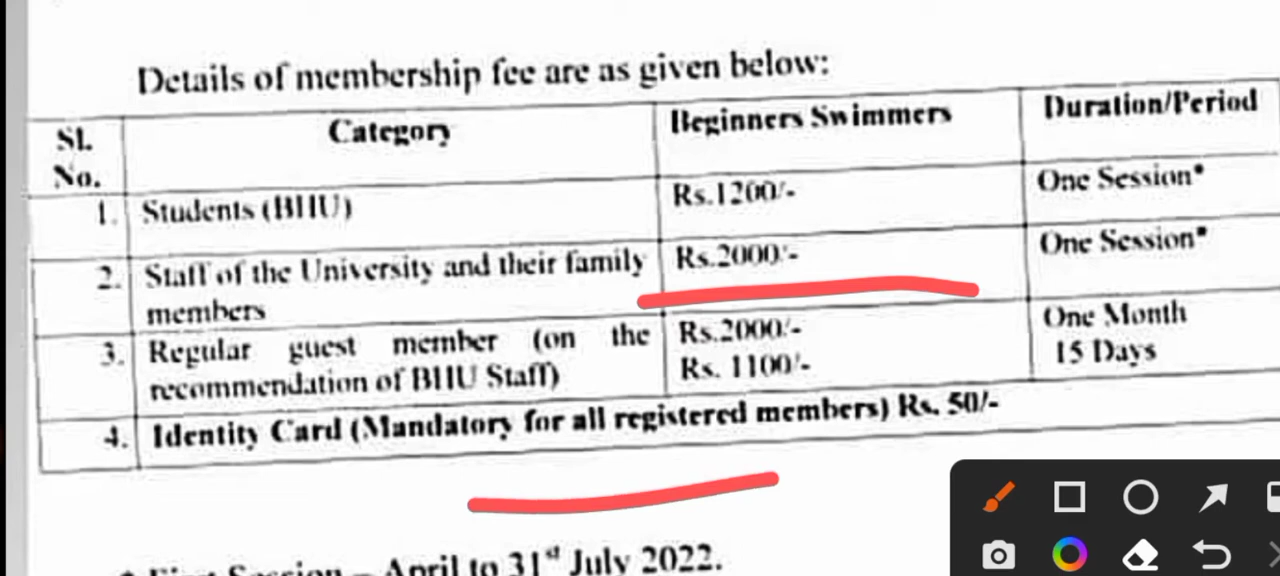 Details of membership fee are as given below:
Sl. No. Category Beginners Swimmers Duration/Period
1. Students (BHU) Rs.1200/- One Session*
2. Staff of the University and their family members Rs.2000/- One Session*
3. Regular guest member (on the recommendation of BHU Staff) Rs.2000/- One Month
Rs. 1100/- 15 Days
4. Identity Card (Mandatory for all registered members) Rs. 50/-
* First Session – April to 31st July 2022.